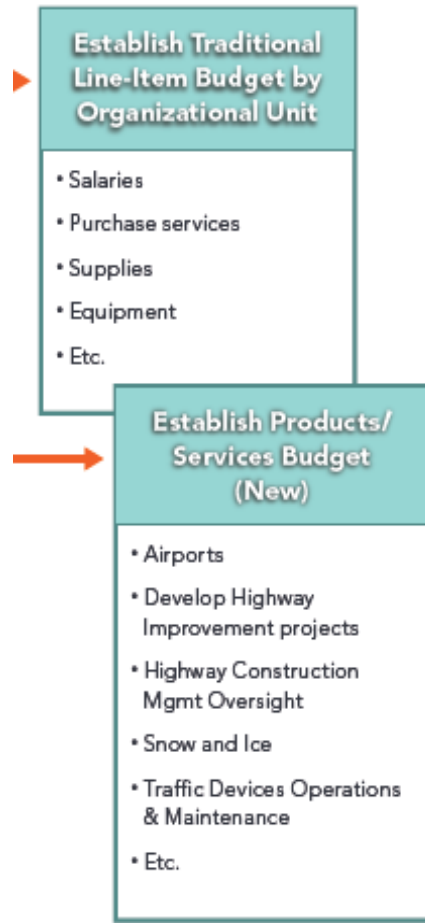 Establish Traditional
Line-Item Budget by
Organizational Unit
• Salaries
• Purchase services
• Supplies
• Equipment
• Etc.
Establish Products/
Services Budget
(New)
• Airports
• Develop Highway
Improvement projects
• Highway Construction
Mgmt Oversight
• Snow and Ice
• Traffic Devices Operations
& Maintenance
• Etc.